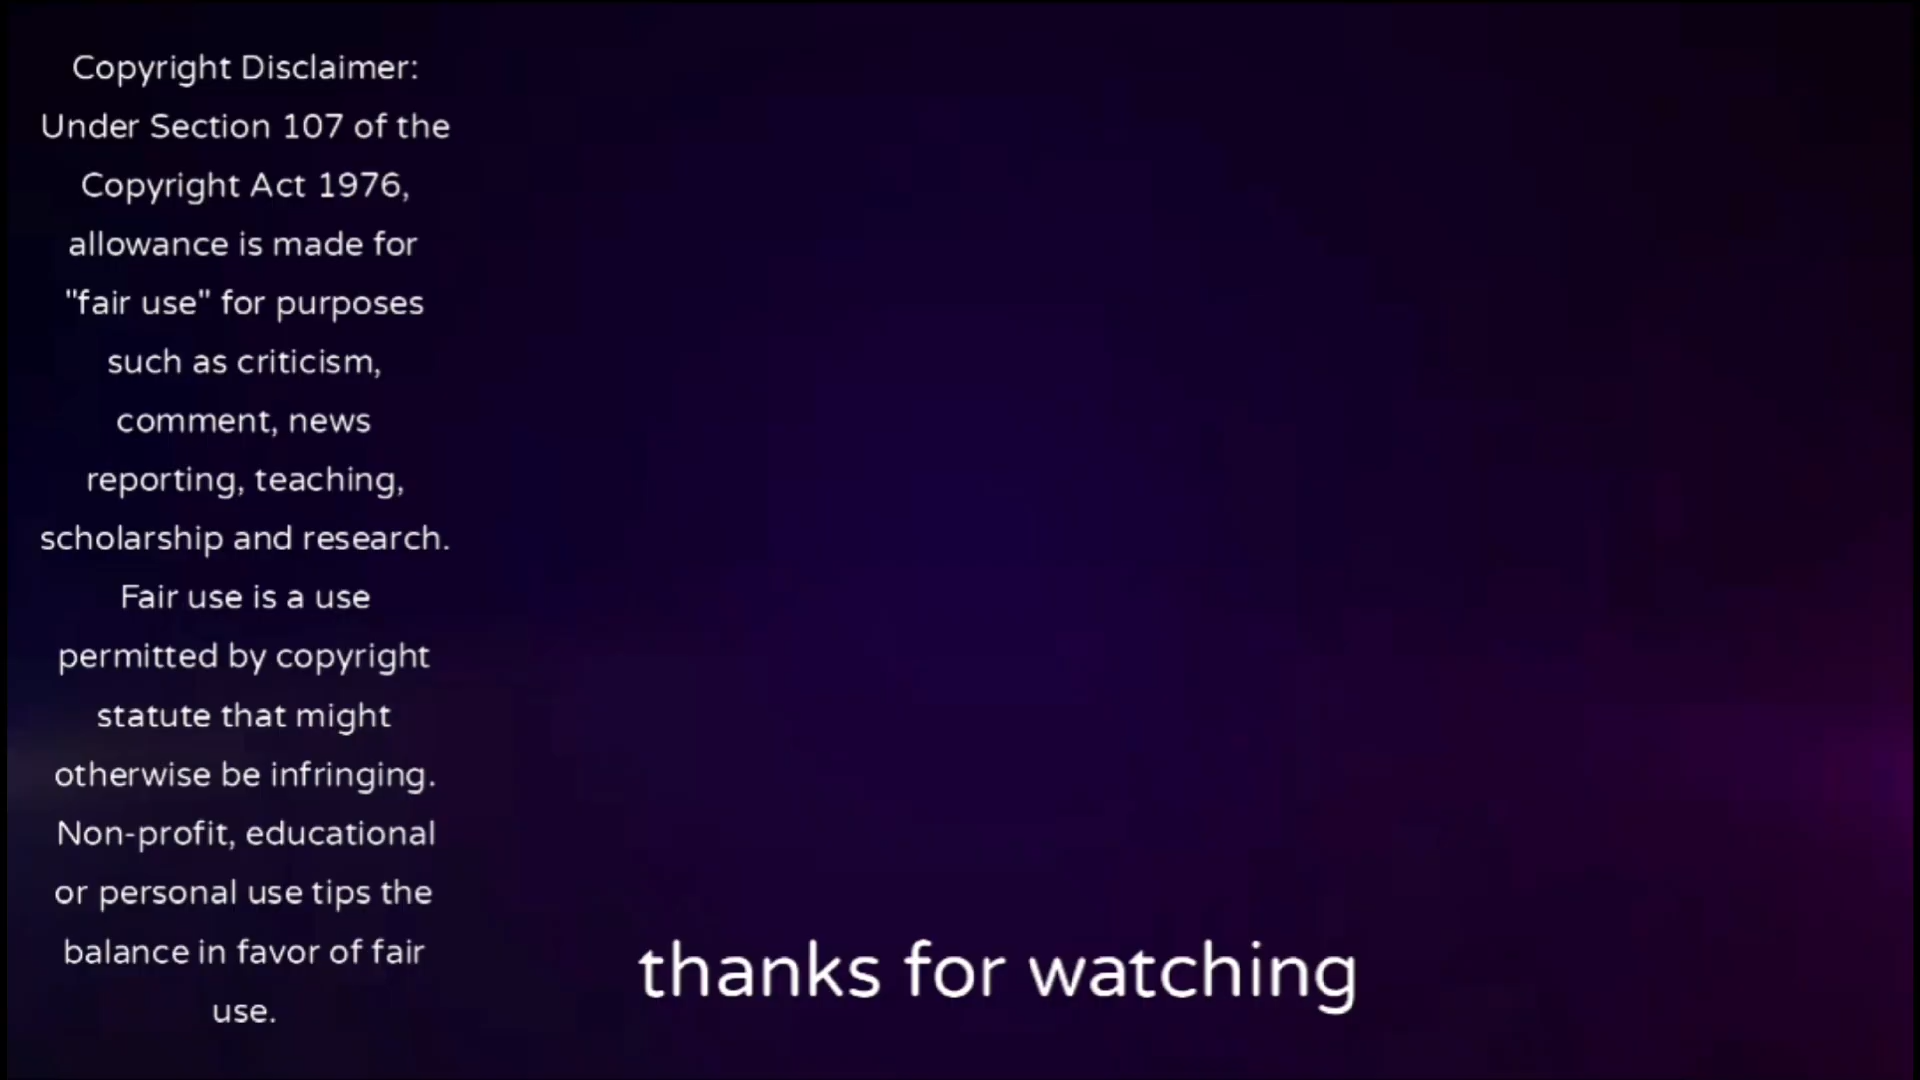 Copyright Disclaimer:
Under Section 107 of the
Copyright Act 1976,
allowance is made for
"fair use" for purposes
such as criticism,
comment, news
reporting, teaching,
scholarship and research.
Fair use is a use
permitted by copyright
statute that might
otherwise be infringing.
Non-profit, educational
or personal use tips the
balance in favor of fair
use.
thanks for watching